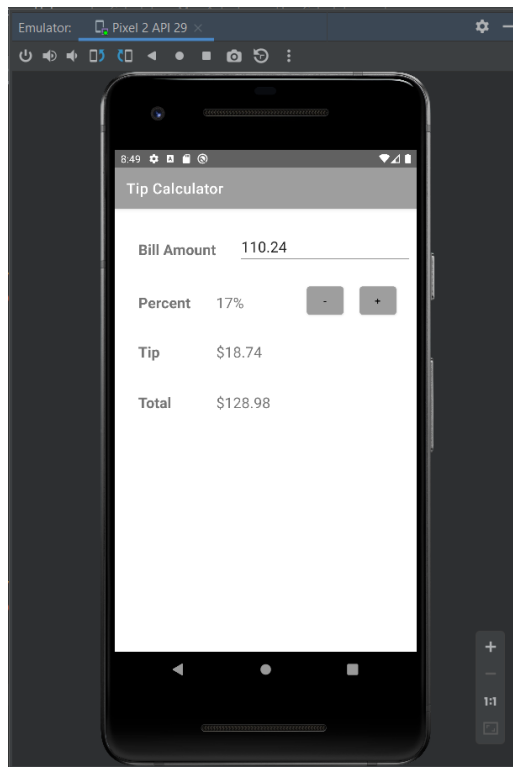 Emulator: Pixel 2 API 29
8:49
Tip Calculator
Bill Amount 110.24
Percent 17% - +
Tip $18.74
Total $128.98
1:1